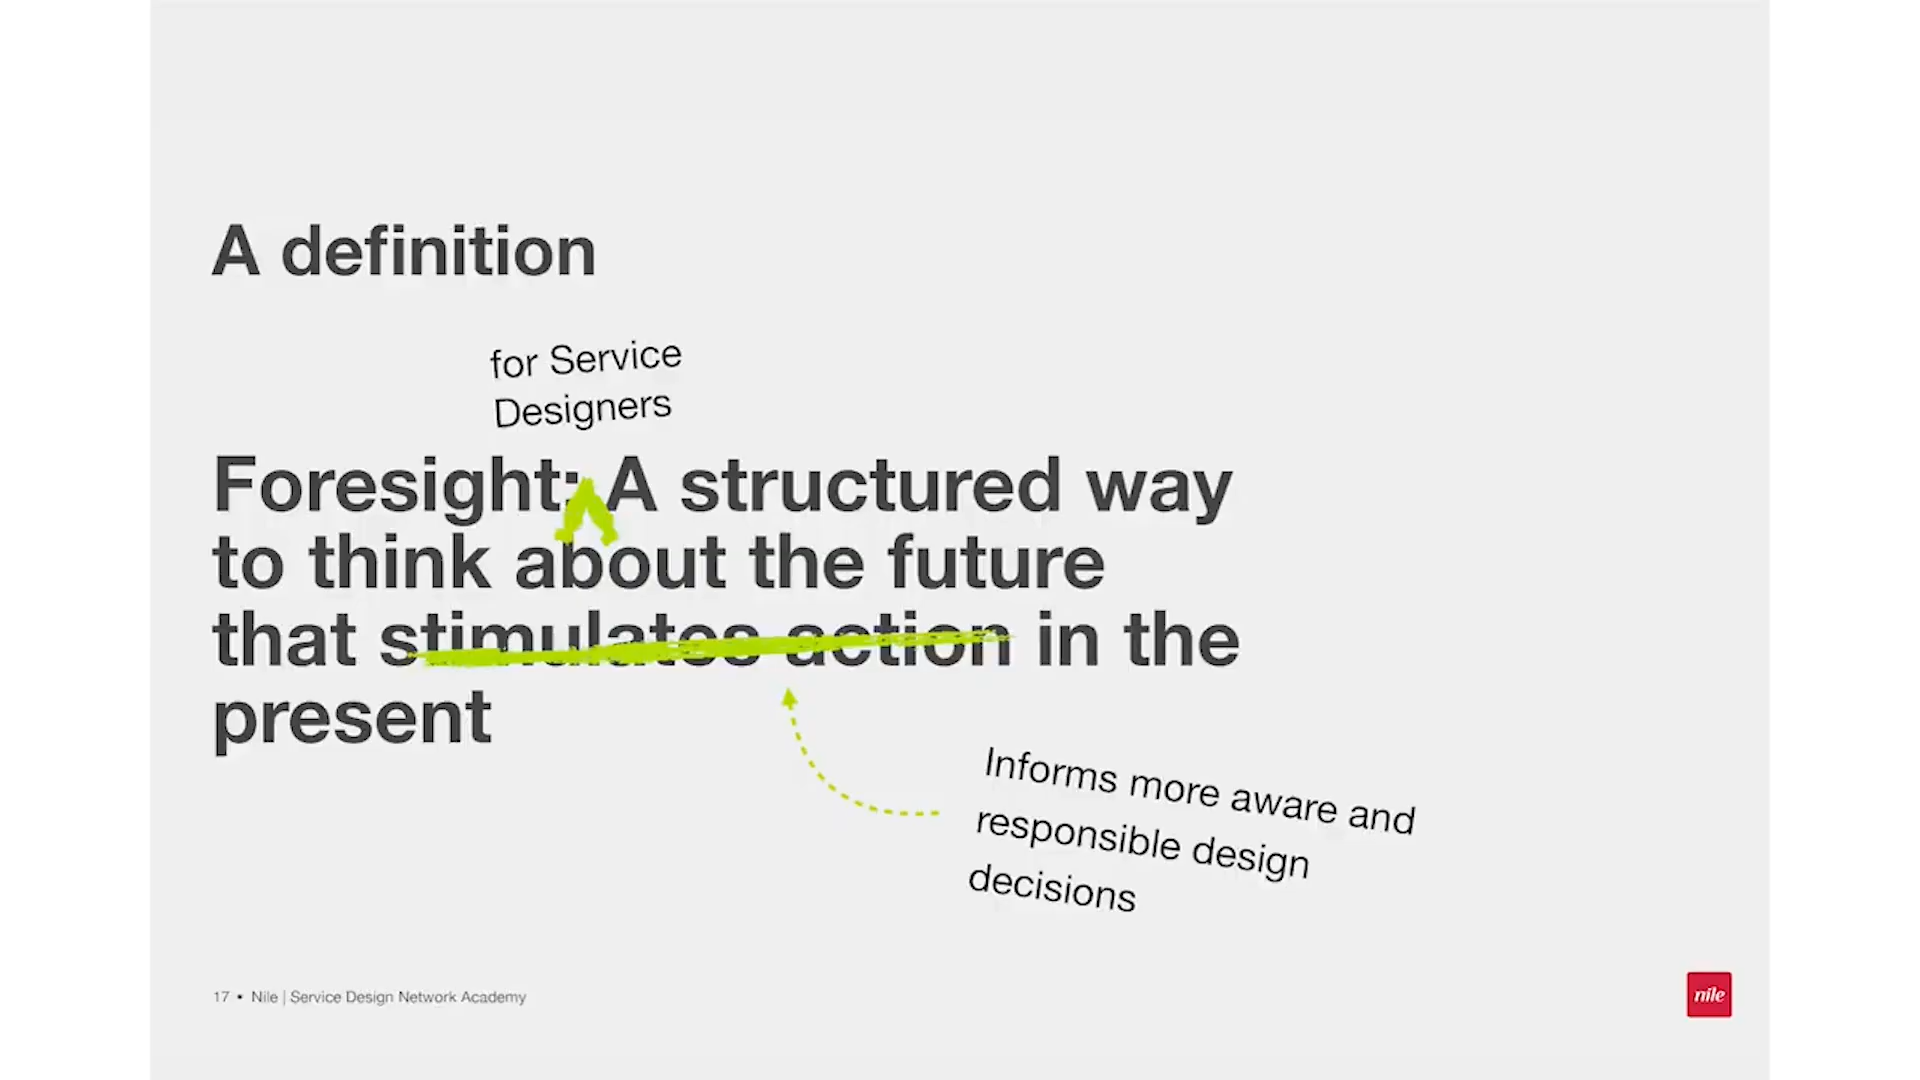 A definition
for Service
Designers
Foresight: A structured way
to think about the future
that stimulates action in the
present
Informs more aware and
responsible design
decisions
17 • Nile | Service Design Network Academy
nile